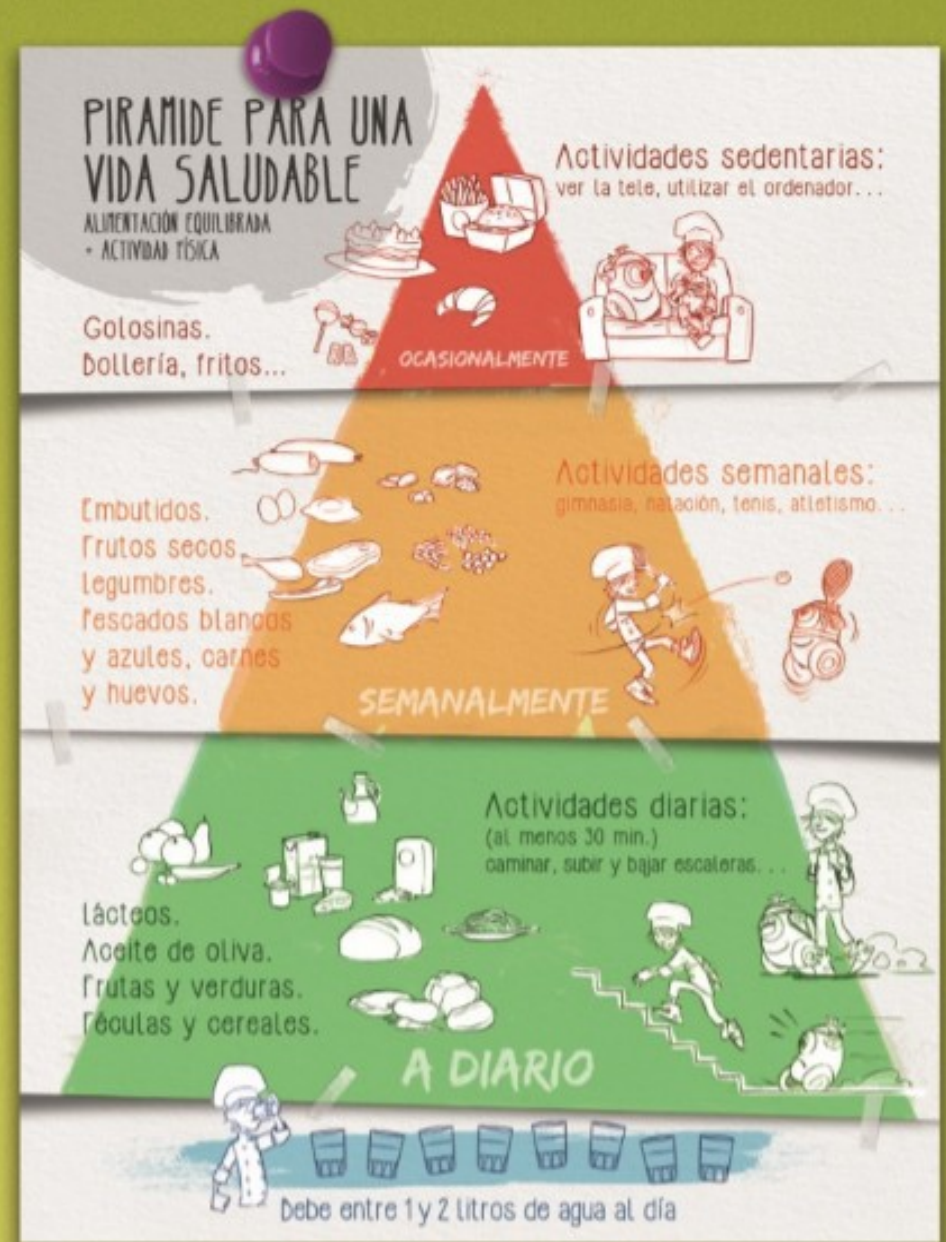 PIRAMIDE PARA UNA
VIDA SALUDABLE
ALIMENTACIÓN EQUILIBRADA
+ ACTIVIDAD FÍSICA
Actividades sedentarias:
ver la tele, utilizar el ordenador...
Golosinas.
Bollería, fritos...
OCASIONALMENTE
Actividades semanales:
gimnasia, natación, tenis, atletismo...
Embutidos.
Frutos secos,
legumbres.
Pescados blancos
y azules, carnes
y huevos.
SEMANALMENTE
Actividades diarias:
(al menos 30 min.)
caminar, subir y bajar escaleras...
Lácteos.
Aceite de oliva.
Frutas y verduras.
Féculas y cereales.
A DIARIO
Bebe entre 1 y 2 litros de agua al día